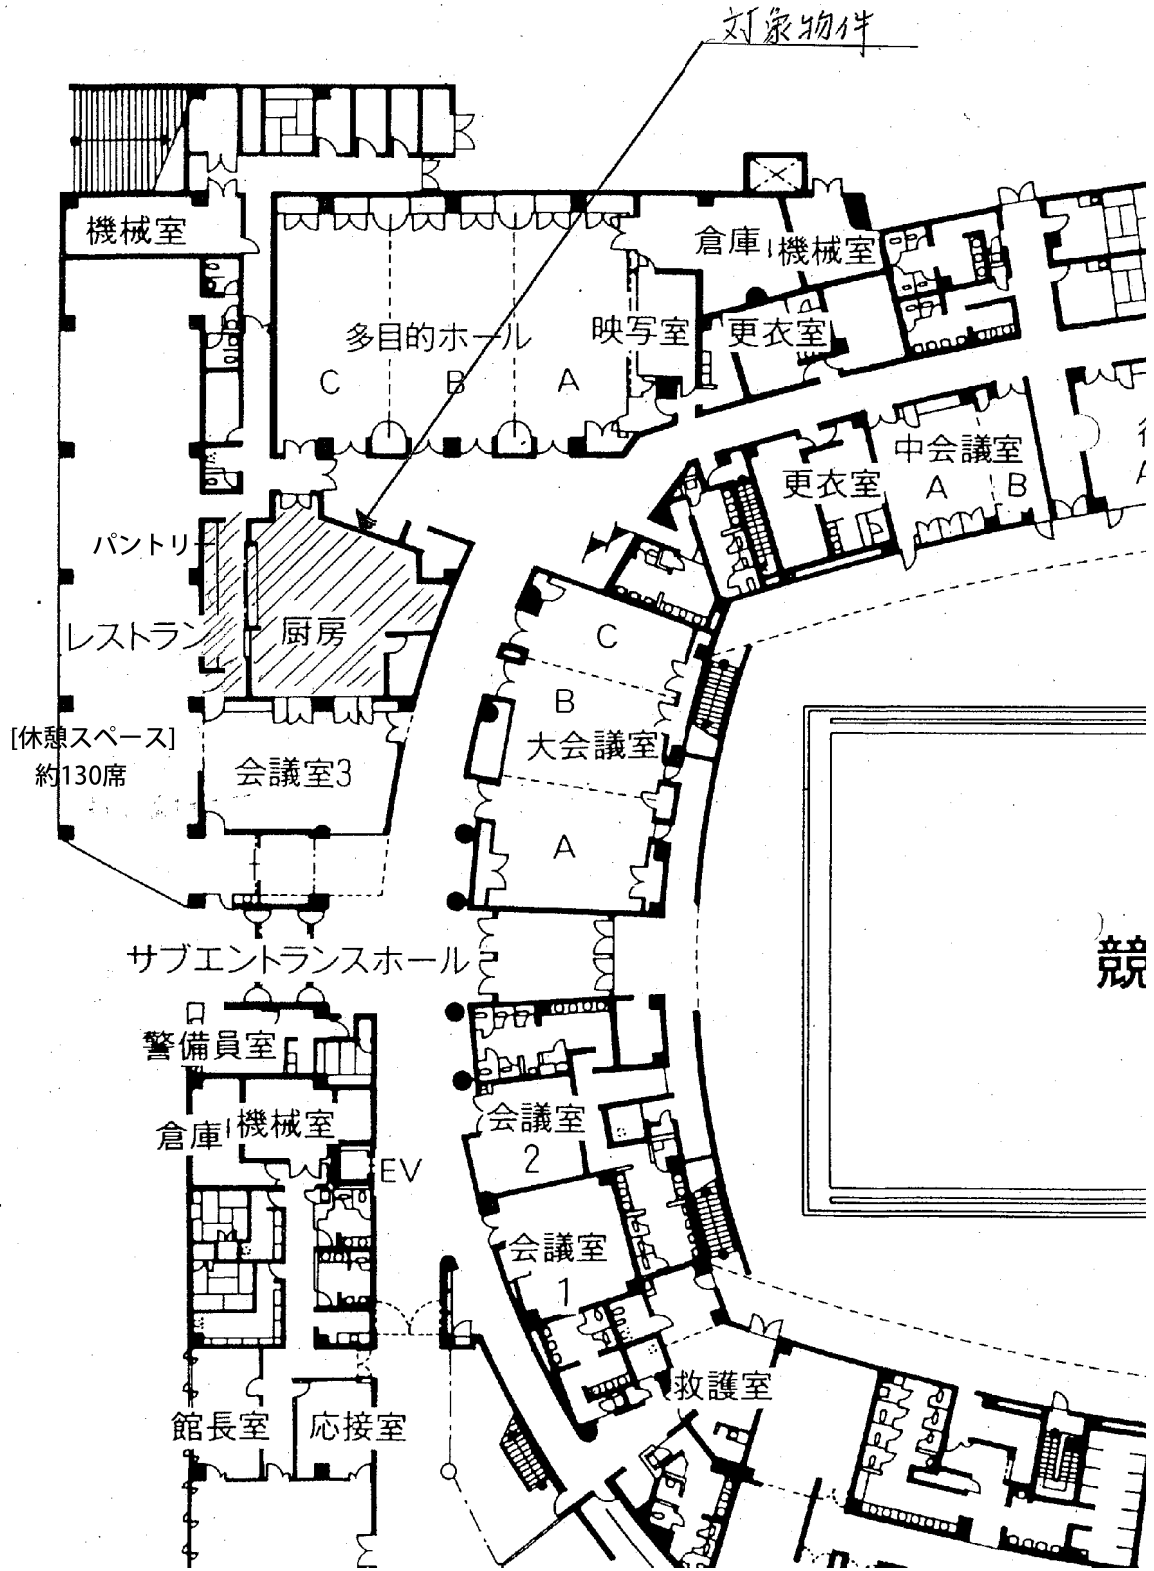 対象物件
機械室
倉庫
機械室
多目的ホール
映写室
更衣室
C
B
A
中会議室
A
B
更衣室
パントリー
レストラン
厨房
C
B
大会議室
A
[休憩スペース]
約130席
会議室3
サブエントランスホール
競
警備員室
倉庫
機械室
EV
会議室
2
会議室
1
救護室
館長室
応接室